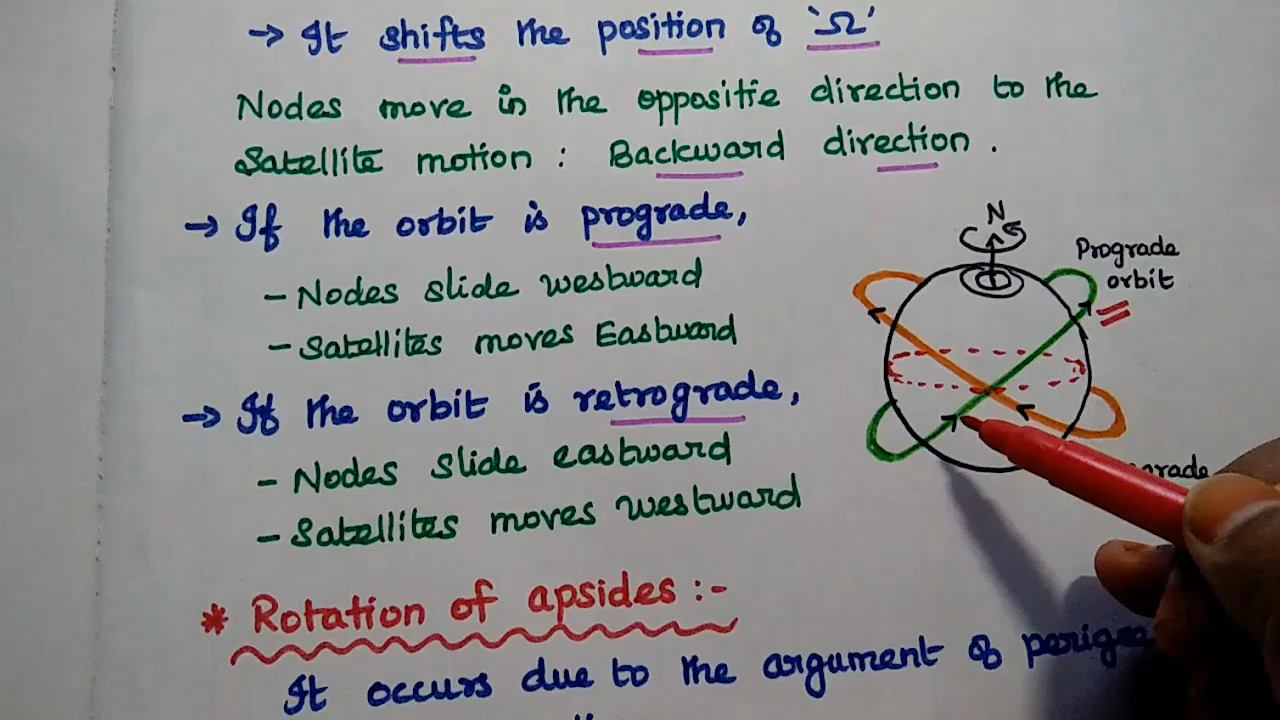 → It shifts the position of 'Ω'
Nodes move in the oppositie direction to the
Satellite motion : Backward direction .
→ If the orbit is prograde,
- Nodes slide westward
- Satellites moves Eastward
→ If the orbit is retrograde,
- Nodes slide eastward
- Satellites moves westward
N
Prograde
orbit
* Rotation of apsides :-
It occurs due to the argument of